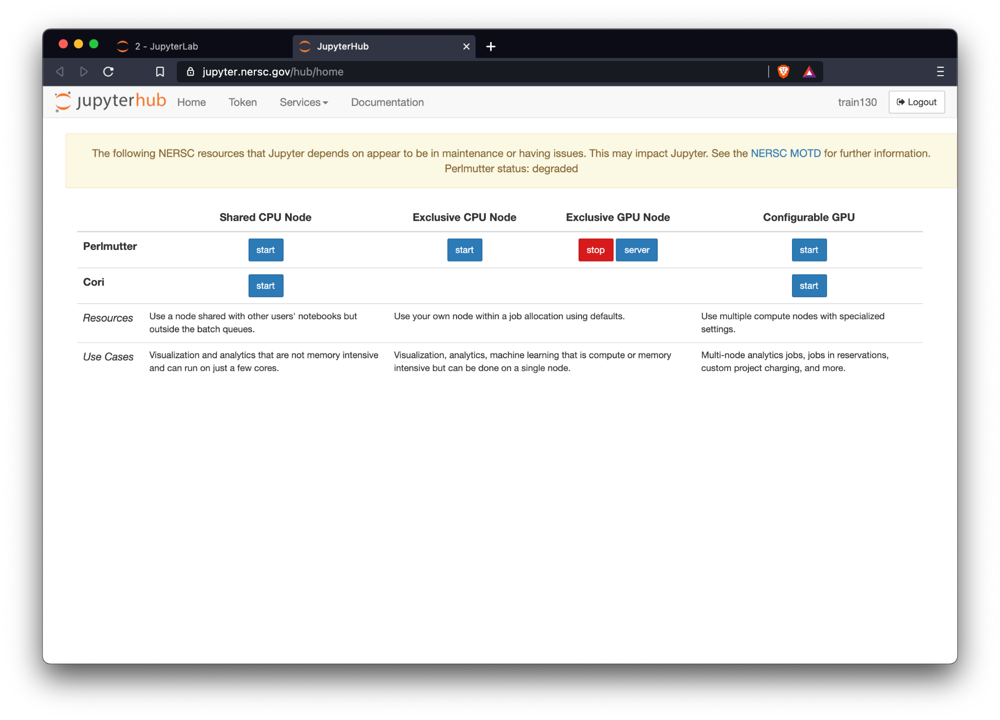 2 - JupyterLab
JupyterHub
jupyter.nersc.gov/hub/home
jupyterhub Home Token Services Documentation train130 Logout
The following NERSC resources that Jupyter depends on appear to be in maintenance or having issues. This may impact Jupyter. See the NERSC MOTD for further information.
Perlmutter status: degraded
Shared CPU Node Exclusive CPU Node Exclusive GPU Node Configurable GPU
Perlmutter start start stop server start
Cori start start
Resources Use a node shared with other users' notebooks but Use your own node within a job allocation using defaults. Use multiple compute nodes with specialized
outside the batch queues. settings.
Use Cases Visualization and analytics that are not memory intensive Visualization, analytics, machine learning that is compute or memory Multi-node analytics jobs, jobs in reservations,
and can run on just a few cores. intensive but can be done on a single node. custom project charging, and more.